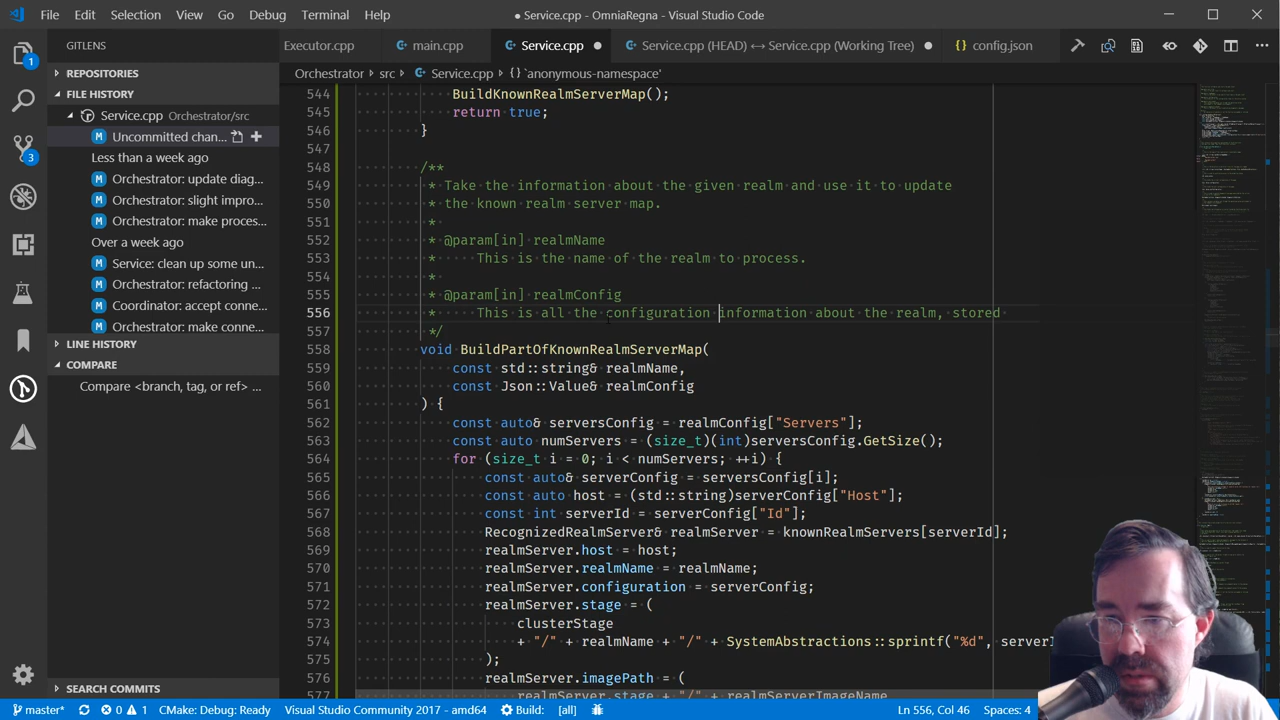 File Edit Selection View Go Debug Terminal Help
● Service.cpp - OmniaRegna - Visual Studio Code
GITLENS
Executor.cpp
main.cpp
Service.cpp
Service.cpp (HEAD) ↔ Service.cpp (Working Tree)
config.json
REPOSITORIES
FILE HISTORY
Service.cpp Orchestrator/src
Uncommitted chan...
Less than a week ago
Orchestrator: update diag...
Orchestrator: slight impro...
Orchestrator: make proces...
Over a week ago
Service: clean up some un...
Orchestrator: refactoring ...
Coordinator: accept conne...
Orchestrator: make conne...
LINE HISTORY
COMPARE
Compare <branch, tag, or ref> ...
SEARCH COMMITS
1
3
Orchestrator > src > Service.cpp > {} `anonymous-namespace'
544 BuildKnownRealmServerMap();
545 return true;
546 }
547
548 /**
549 * Take the information about the given realm and use it to update
550 * the known realm server map.
551 *
552 * @param[in] realmName
553 * This is the name of the realm to process.
554 *
555 * @param[in] realmConfig
556 * This is all the configuration information about the realm, stored
557 */
558 void BuildPartOfKnownRealmServerMap(
559 const std::string& realmName,
560 const Json::Value& realmConfig
561 ) {
562 const auto& serversConfig = realmConfig["Servers"];
563 const auto numServers = (size_t)(int)serversConfig.GetSize();
564 for (size_t i = 0; i < numServers; ++i) {
565 const auto& serverConfig = serversConfig[i];
566 const auto host = (std::string)serverConfig["Host"];
567 const int serverId = serverConfig["Id"];
568 RecognizedRealmServer& realmServer = knownRealmServers[serverId];
569 realmServer.host = host;
570 realmServer.realmName = realmName;
571 realmServer.configuration = serverConfig;
572 realmServer.stage = (
573 clusterStage
574 + "/" + realmName + "/" + SystemAbstractions::sprintf("%d", serverI
575 );
576 realmServer.imagePath = (
577 realmServer.stage + "/" + realmServerImageName
master* 0 1 CMake: Debug: Ready Visual Studio Community 2017 - amd64 Build: [all] Ln 556, Col 46 Spaces: 4